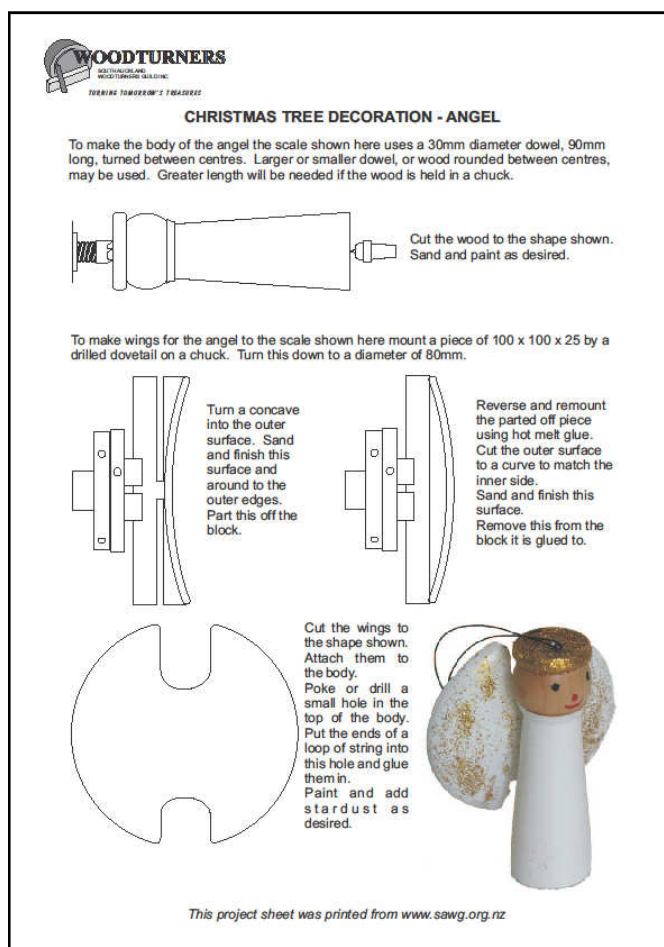 WOODTURNERS
SOUTH AUCKLAND
WOODTURNERS GUILD INC
TURNING TOMORROW'S TREASURES
CHRISTMAS TREE DECORATION - ANGEL
To make the body of the angel the scale shown here uses a 30mm diameter dowel, 90mm
long, turned between centres. Larger or smaller dowel, or wood rounded between centres,
may be used. Greater length will be needed if the wood is held in a chuck.
Cut the wood to the shape shown.
Sand and paint as desired.
To make wings for the angel to the scale shown here mount a piece of 100 x 100 x 25 by a
drilled dovetail on a chuck. Turn this down to a diameter of 80mm.
Turn a concave
into the outer
surface. Sand
and finish this
surface and
around to the
outer edges.
Part this off the
block.
Reverse and remount
the parted off piece
using hot melt glue.
Cut the outer surface
to a curve to match the
inner side.
Sand and finish this
surface.
Remove this from the
block it is glued to.
Cut the wings to
the shape shown.
Attach them to
the body.
Poke or drill a
small hole in the
top of the body.
Put the ends of a
loop of string into
this hole and glue
them in.
Paint and add
stardust as
desired.
This project sheet was printed from www.sawg.org.nz